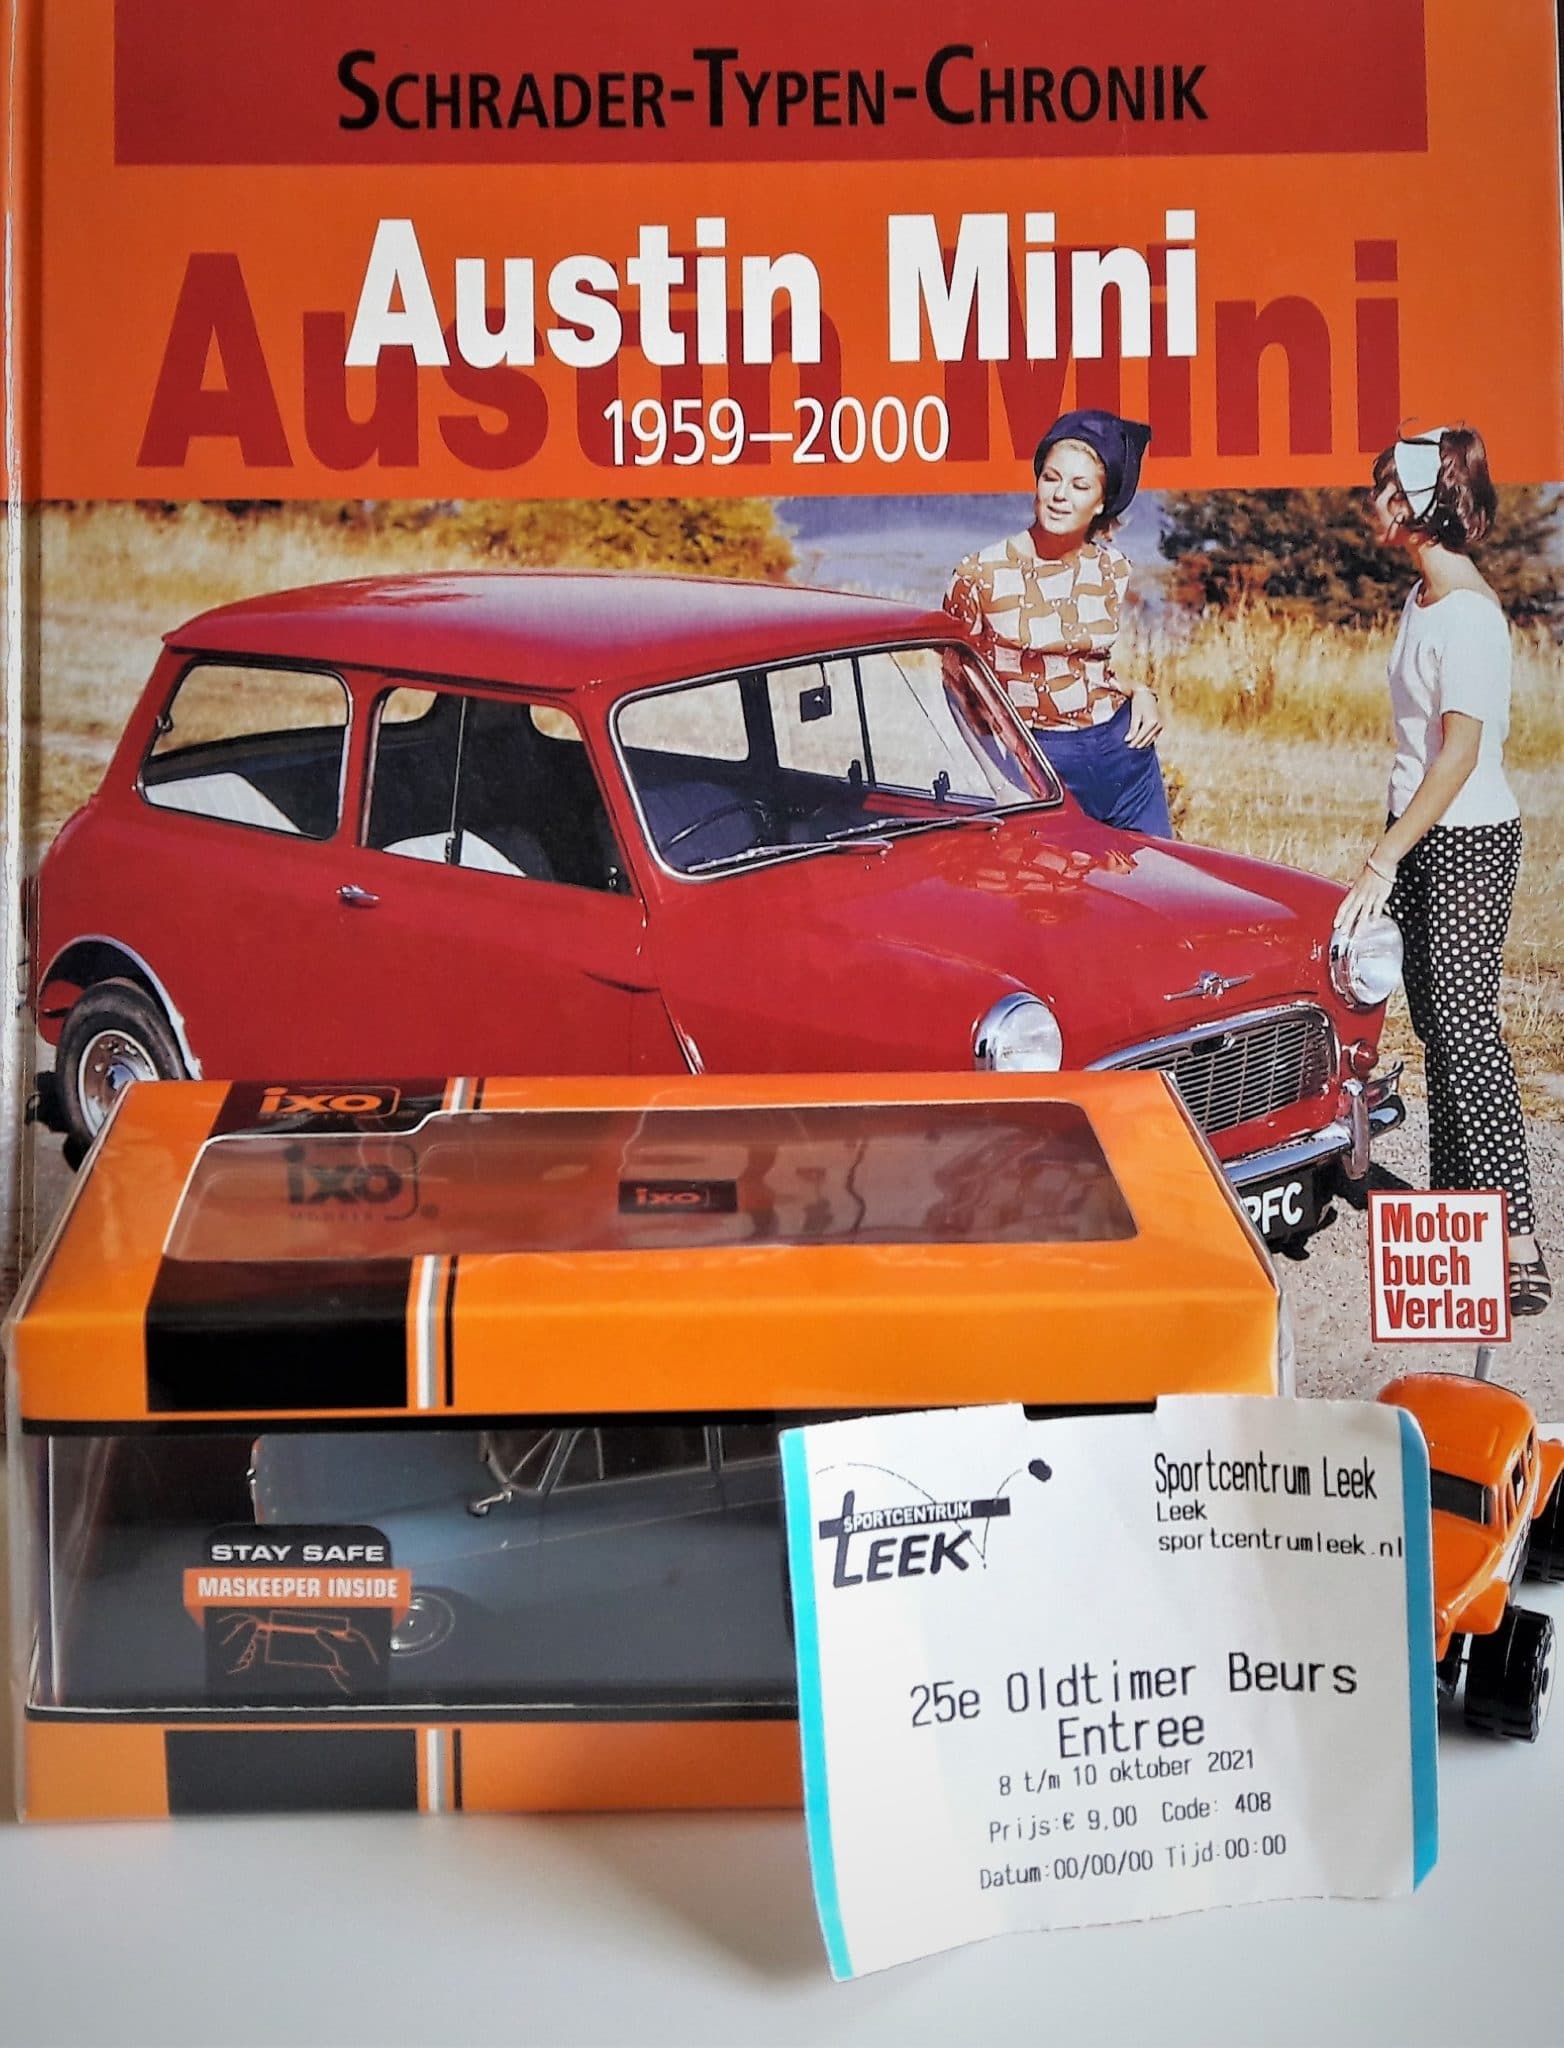 SCHRADER-TYPEN-CHRONIK
Austin Mini
Austin Mini
1959–2000
PFC
Motor
buch
Verlag
ixo
ixo
MODELS
ixo
STAY SAFE
MASKEEPER INSIDE
SPORTCENTRUM
LEEK
Sportcentrum Leek
Leek
sportcentrumleek.nl
25e Oldtimer Beurs
Entree
8 t/m 10 oktober 2021
Prijs:€ 9,00 Code: 408
Datum:00/00/00 Tijd:00:00